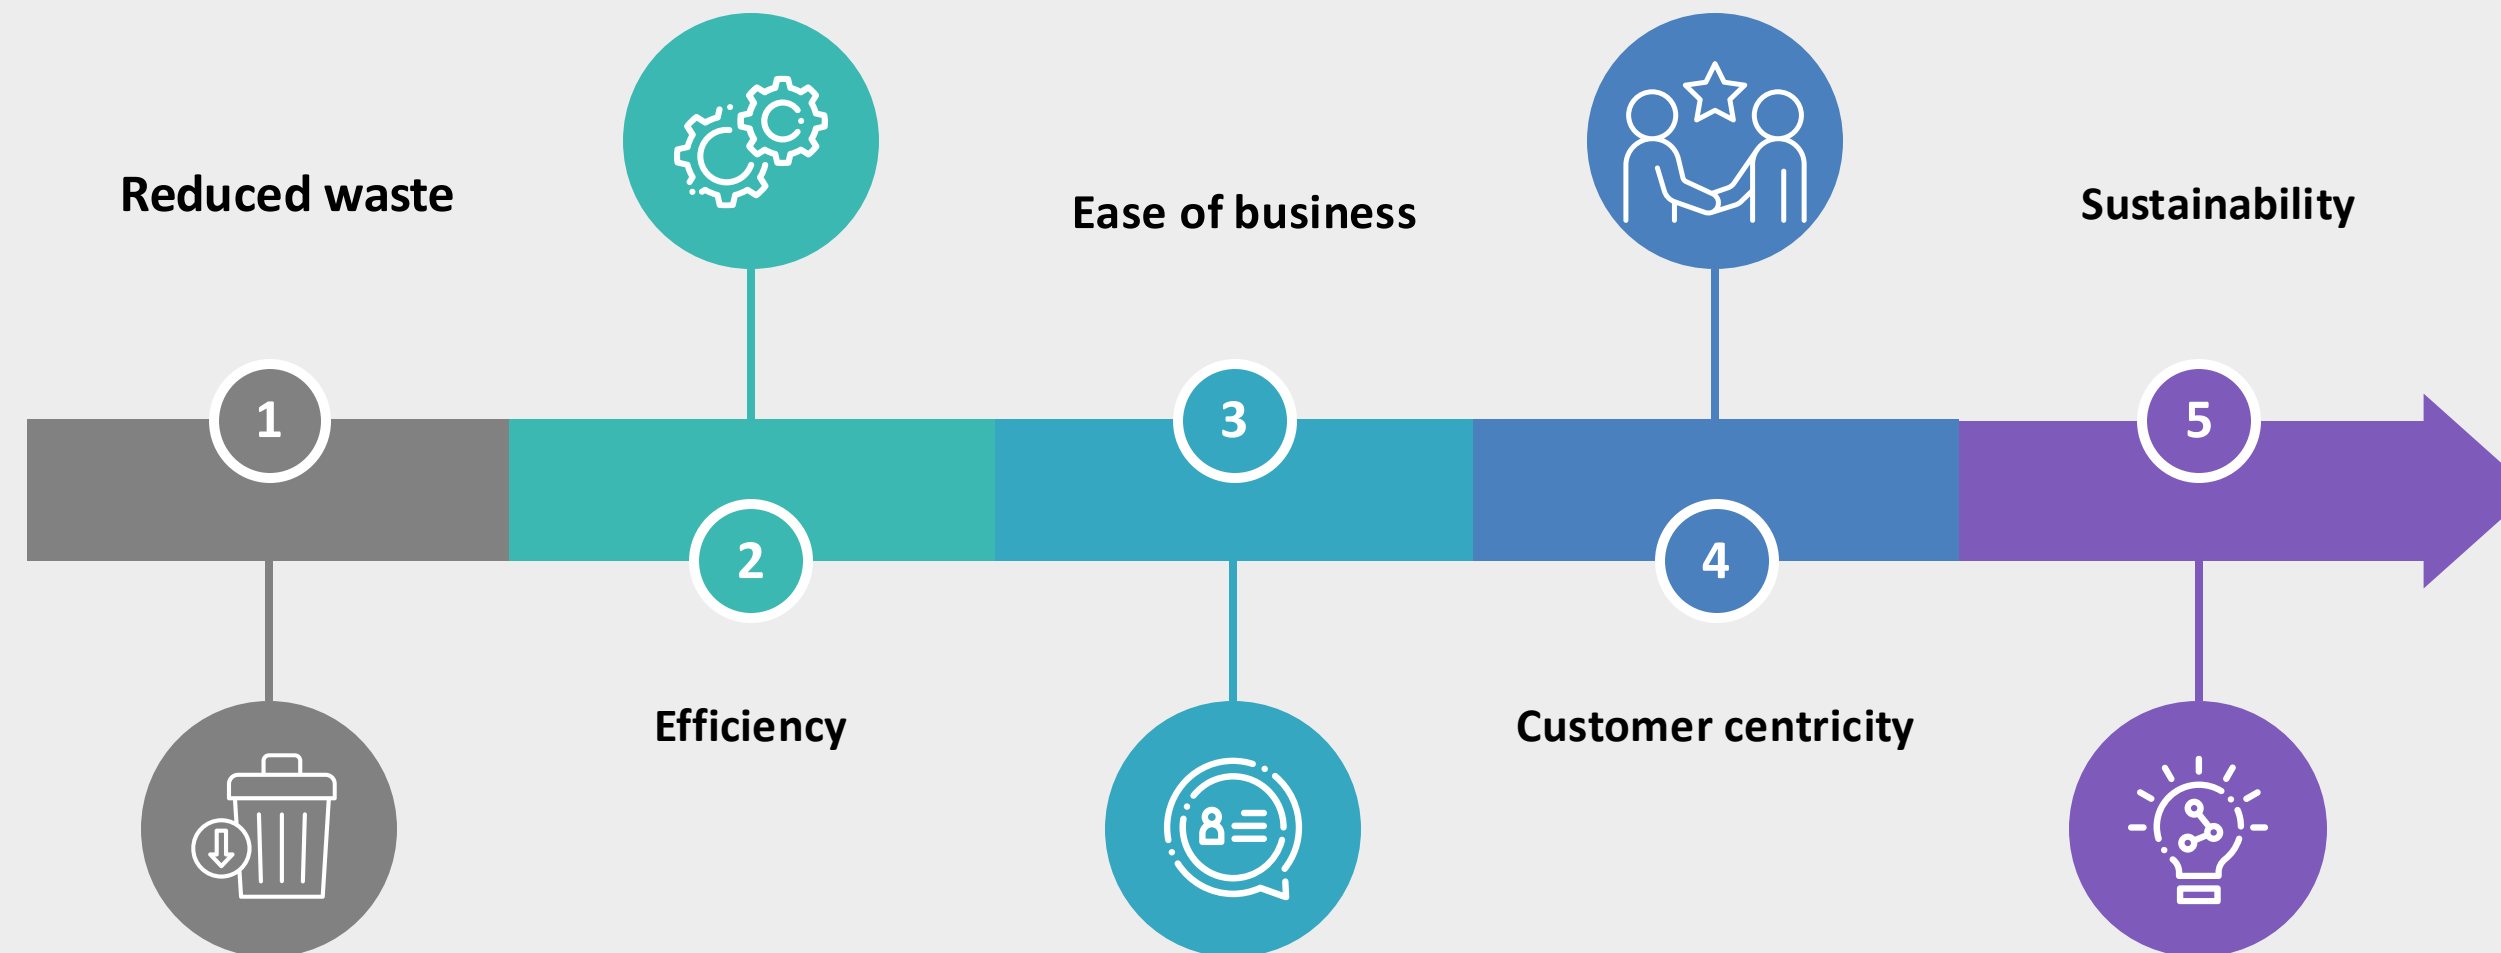 Reduced waste
Ease of business
Sustainability
1
3
5
2
4
Efficiency
Customer centricity